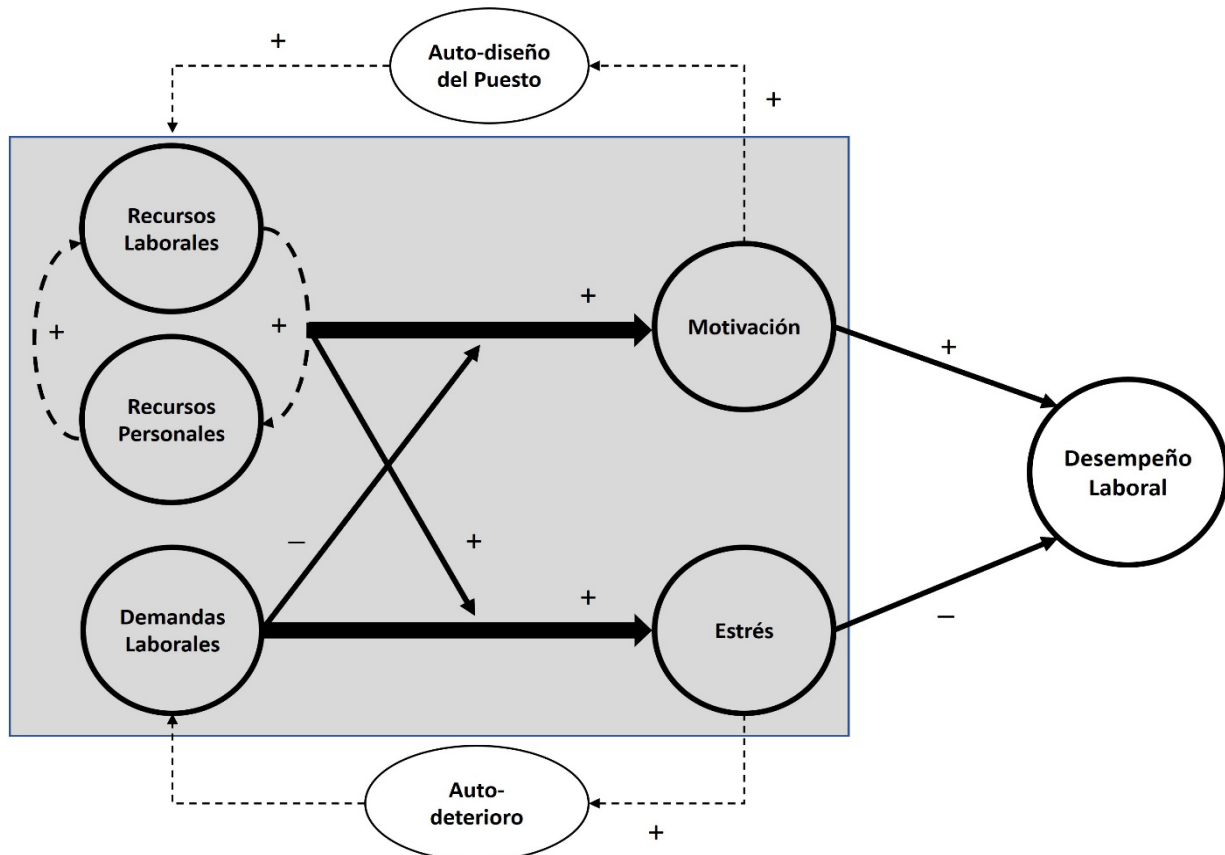 +
Auto-diseño
del Puesto
+
Recursos
Laborales
+
+
+
Motivación
+
Recursos
Personales
Desempeño
Laboral
–
+
+
Demandas
Laborales
Estrés
–
Auto-
deterioro
+